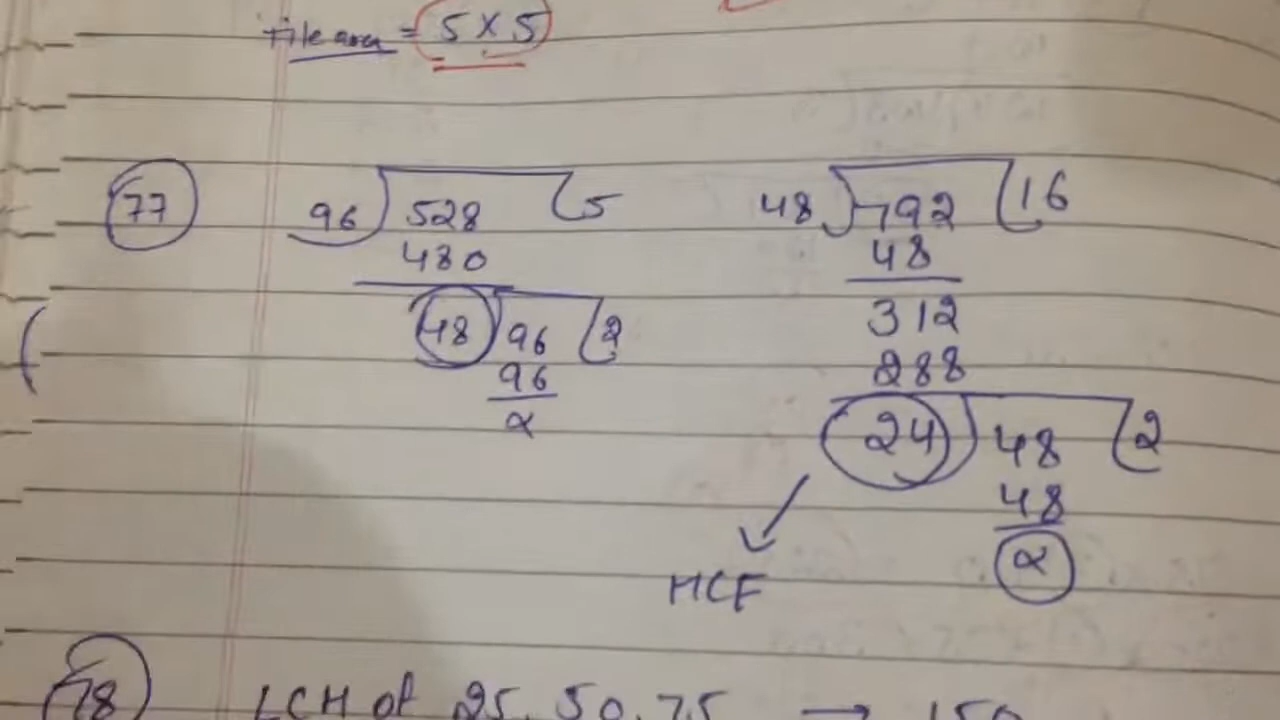 Tile area = 5 X 5
77
96 ) 528 ( 5
480
48 ) 96 ( 2
96
x
48 ) 792 ( 16
48
312
288
24 ) 48 ( 2
48
x
HCF
78 LCM of 25, 50, 75 → 150